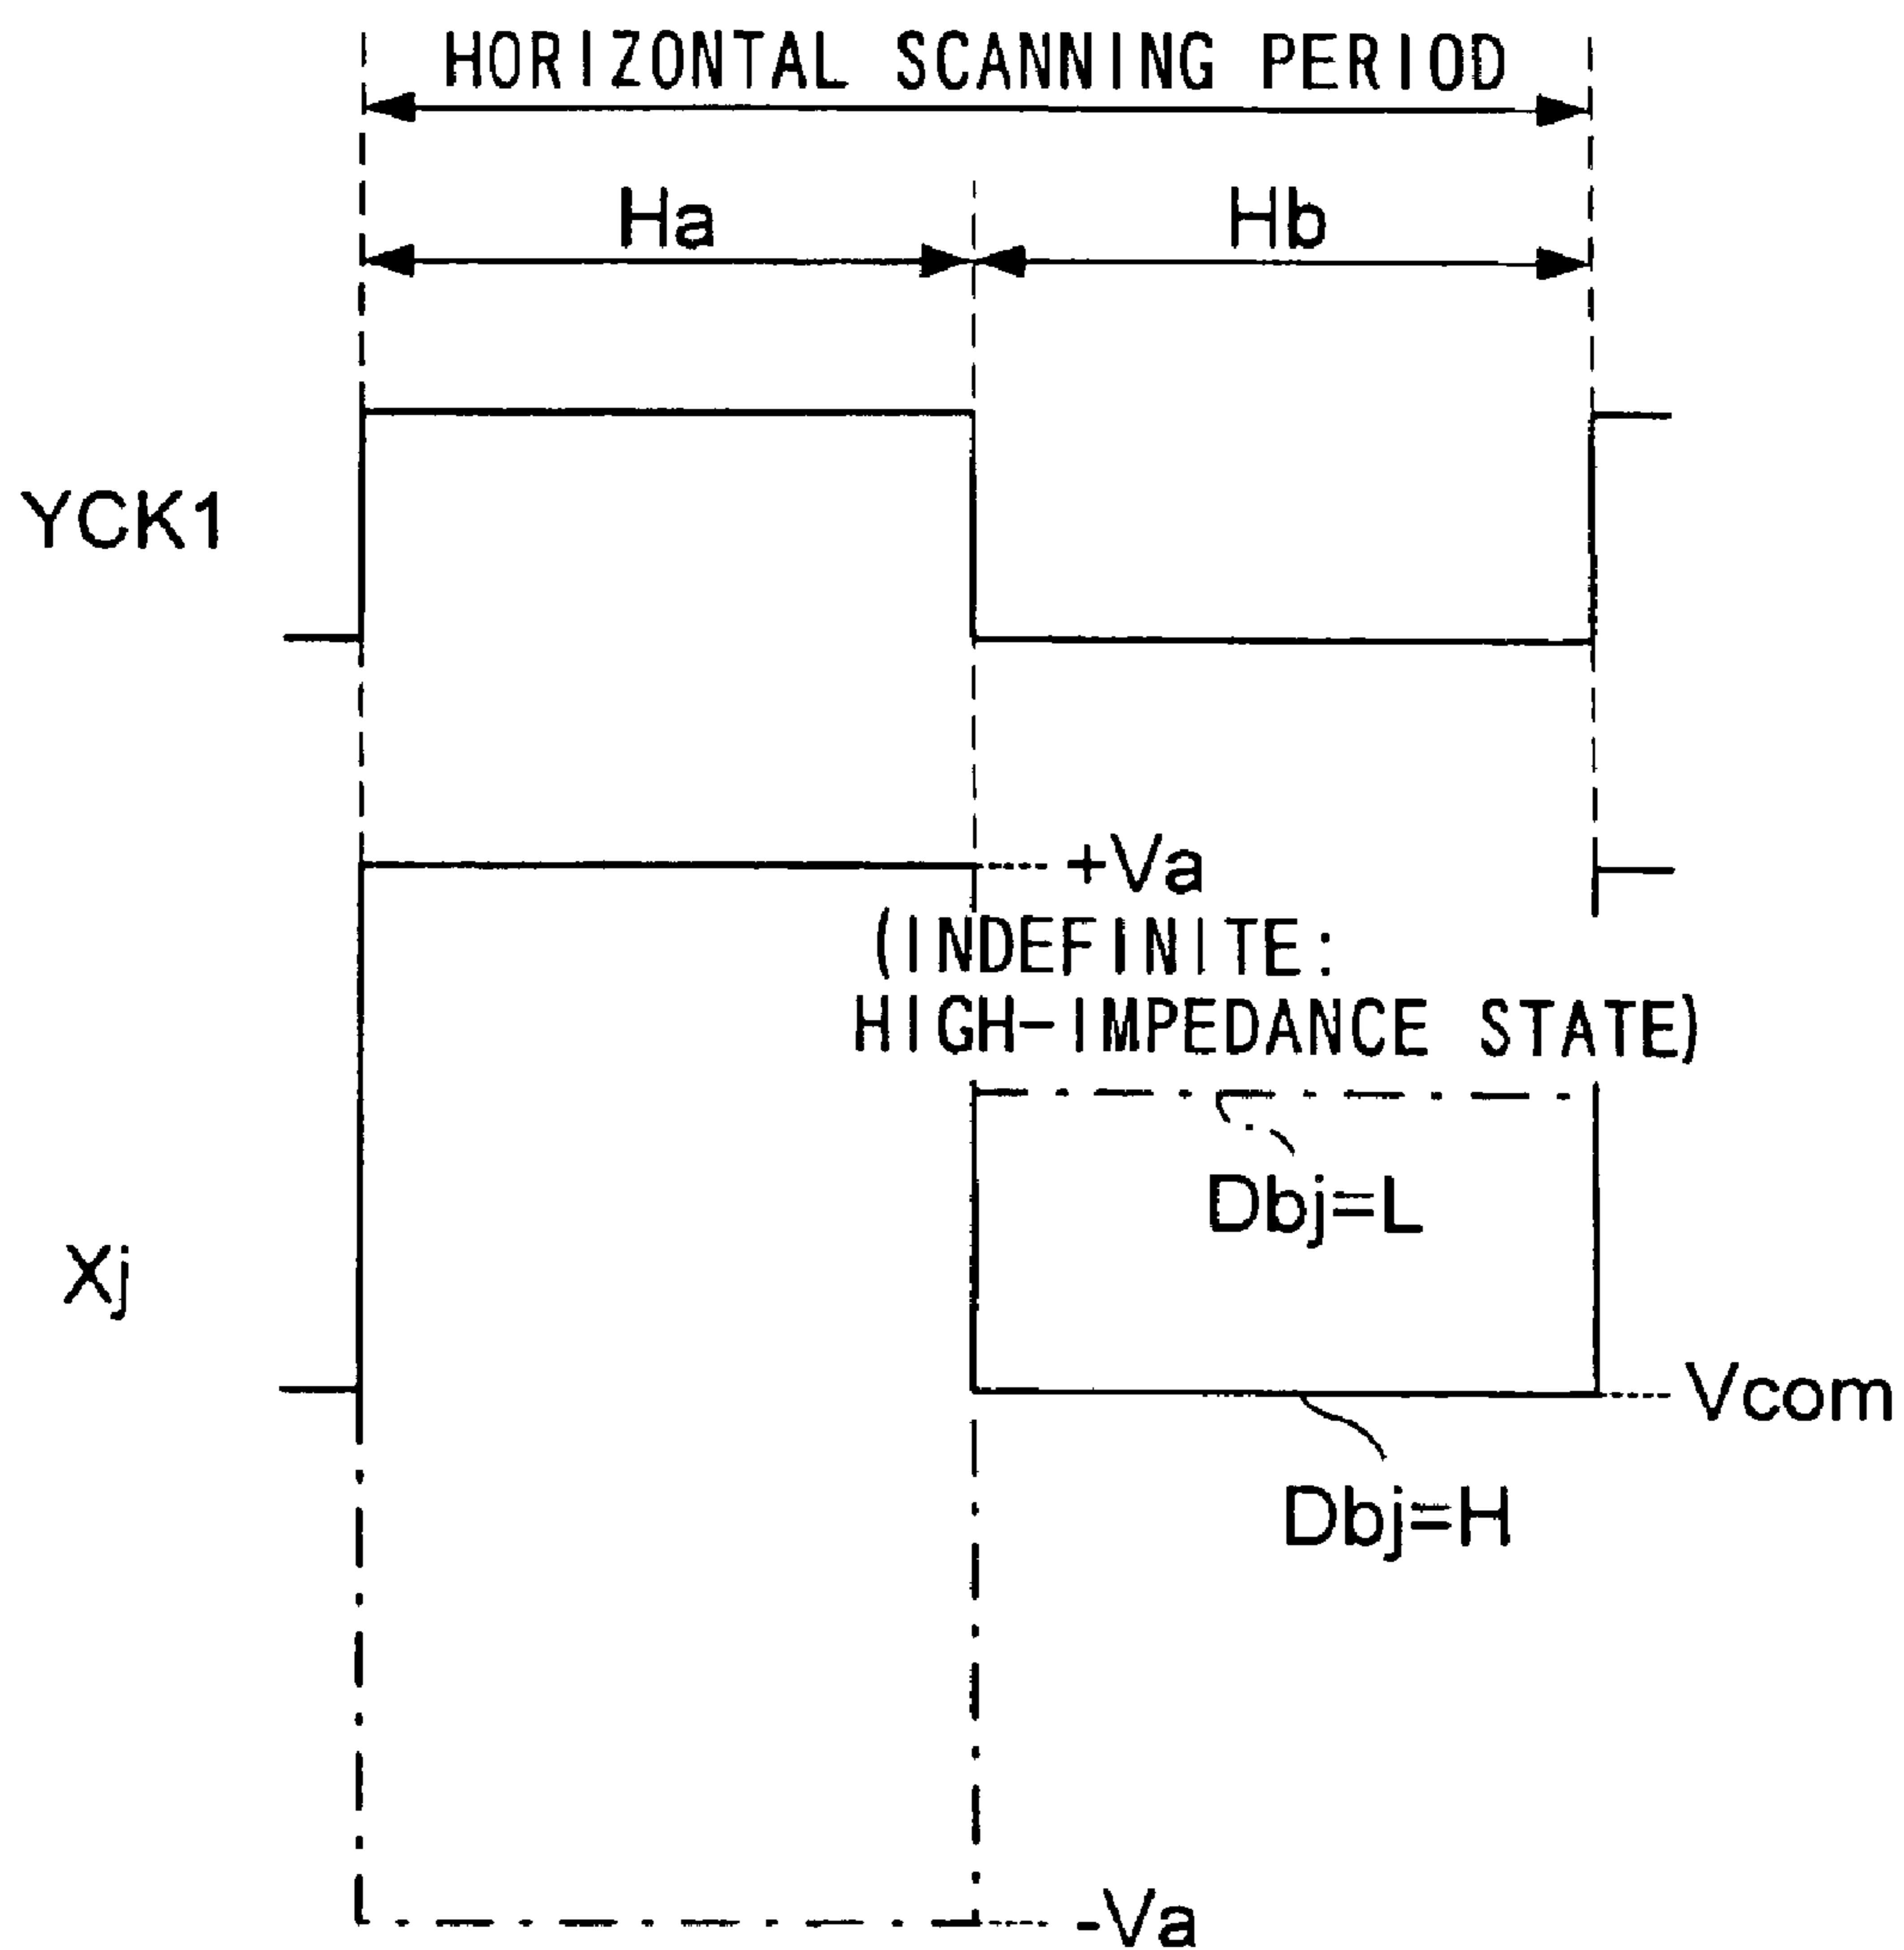 HORIZONTAL SCANNING PERIOD
Ha
Hb
YCK1
+Va
(INDEFINITE:
HIGH-IMPEDANCE STATE)
Dbj=L
Xj
Vcom
Dbj=H
-Va